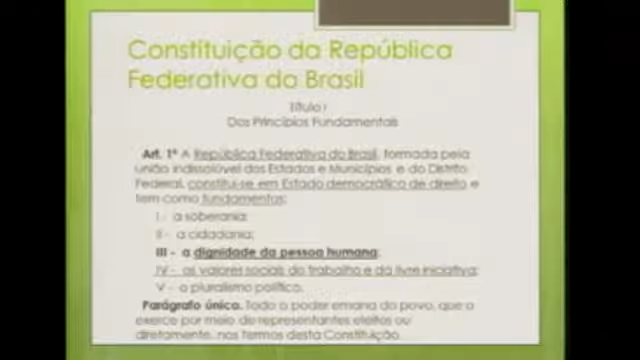 Constituição da República
Federativa do Brasil
Título I
Dos Princípios Fundamentais
Art. 1º A República Federativa do Brasil, formada pela
união indissolúvel dos Estados e Municípios e do Distrito
Federal, constitui-se em Estado democrático de direito e
tem como fundamentos:
I - a soberania;
II - a cidadania;
III - a dignidade da pessoa humana;
IV - os valores sociais do trabalho e da livre iniciativa;
V - o pluralismo político.
Parágrafo único. Todo o poder emana do povo, que o
exerce por meio de representantes eleitos ou
diretamente, nos termos desta Constituição.